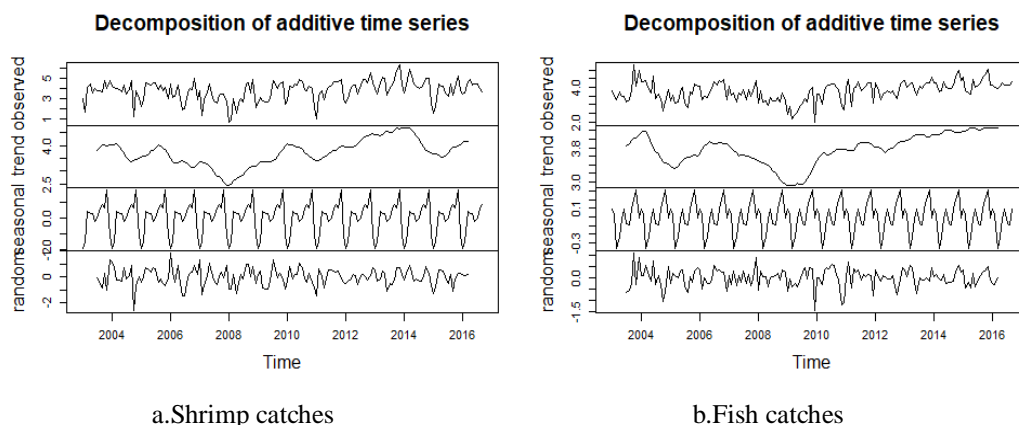 Decomposition of additive time series
observed
trend
seasonal
random
5
3
1
4.0
2.5
0.0
0
-2
2004 2006 2008 2010 2012 2014 2016
Time
a.Shrimp catches
Decomposition of additive time series
observed
trend
seasonal
random
4.0
2.0
3.8
3.0
0.1
-0.3
0.0
-1.5
2004 2006 2008 2010 2012 2014 2016
Time
b.Fish catches